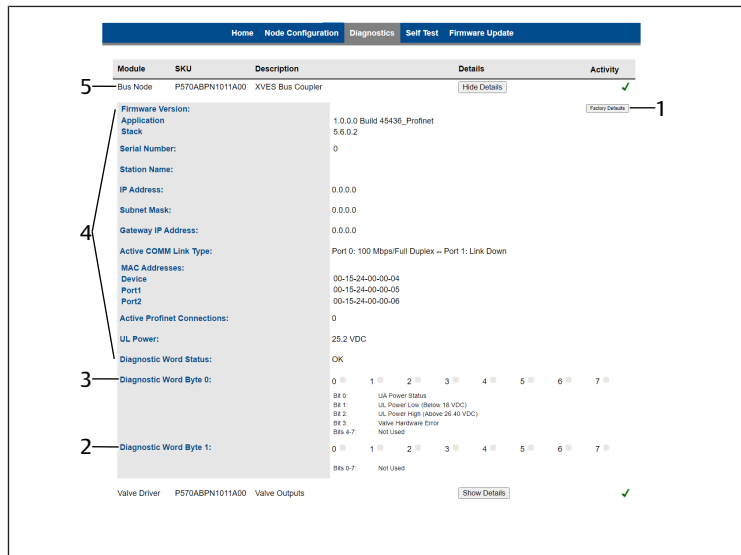 Home Node Configuration Diagnostics Self Test Firmware Update
Module SKU Description Details Activity
5 Bus Node P570ABPN1011A00 XVES Bus Coupler Hide Details
Firmware Version: Factory Defaults 1
Application 1.0.0.0 Build 45436_Profinet
Stack 5.6.0.2
Serial Number: 0
Station Name:
IP Address: 0.0.0.0
Subnet Mask: 0.0.0.0
4 Gateway IP Address: 0.0.0.0
Active COMM Link Type: Port 0: 100 Mbps/Full Duplex -- Port 1: Link Down
MAC Addresses:
Device 00-15-24-00-00-04
Port1 00-15-24-00-00-05
Port2 00-15-24-00-00-06
Active Profinet Connections: 0
UL Power: 25.2 VDC
Diagnostic Word Status: OK
3 Diagnostic Word Byte 0: 0 1 2 3 4 5 6 7
Bit 0: UA Power Status
Bit 1: UL Power Low (Below 18 VDC)
Bit 2: UL Power High (Above 26.40 VDC)
Bit 3: Valve Hardware Error
Bits 4-7: Not Used
2 Diagnostic Word Byte 1: 0 1 2 3 4 5 6 7
Bits 0-7: Not Used
Valve Driver P570ABPN1011A00 Valve Outputs Show Details